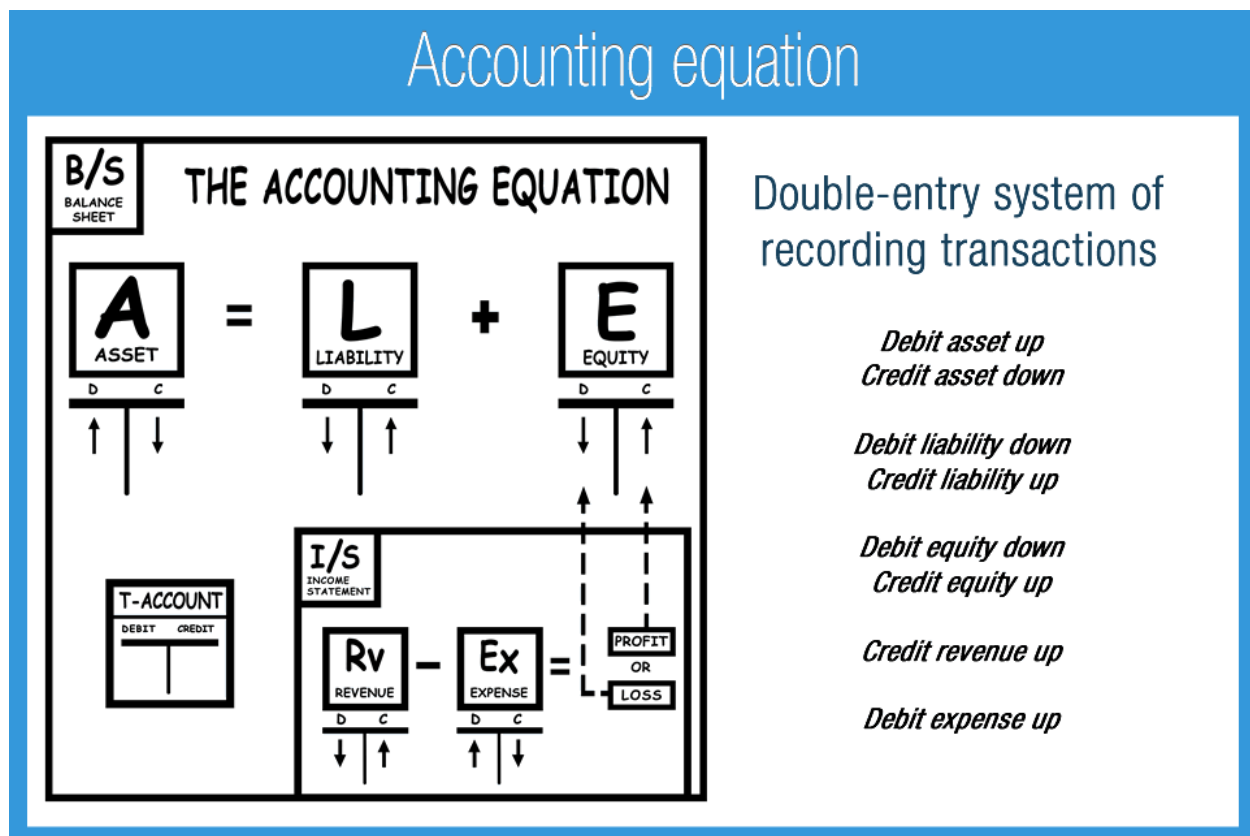 Accounting equation
B/S
BALANCE
SHEET
THE ACCOUNTING EQUATION
A
ASSET
=
L
LIABILITY
+
E
EQUITY
D C
D C
D C
T-ACCOUNT
DEBIT CREDIT
I/S
INCOME
STATEMENT
Rv
REVENUE
−
Ex
EXPENSE
=
PROFIT
OR
LOSS
D C
D C
Double-entry system of
recording transactions
Debit asset up
Credit asset down
Debit liability down
Credit liability up
Debit equity down
Credit equity up
Credit revenue up
Debit expense up